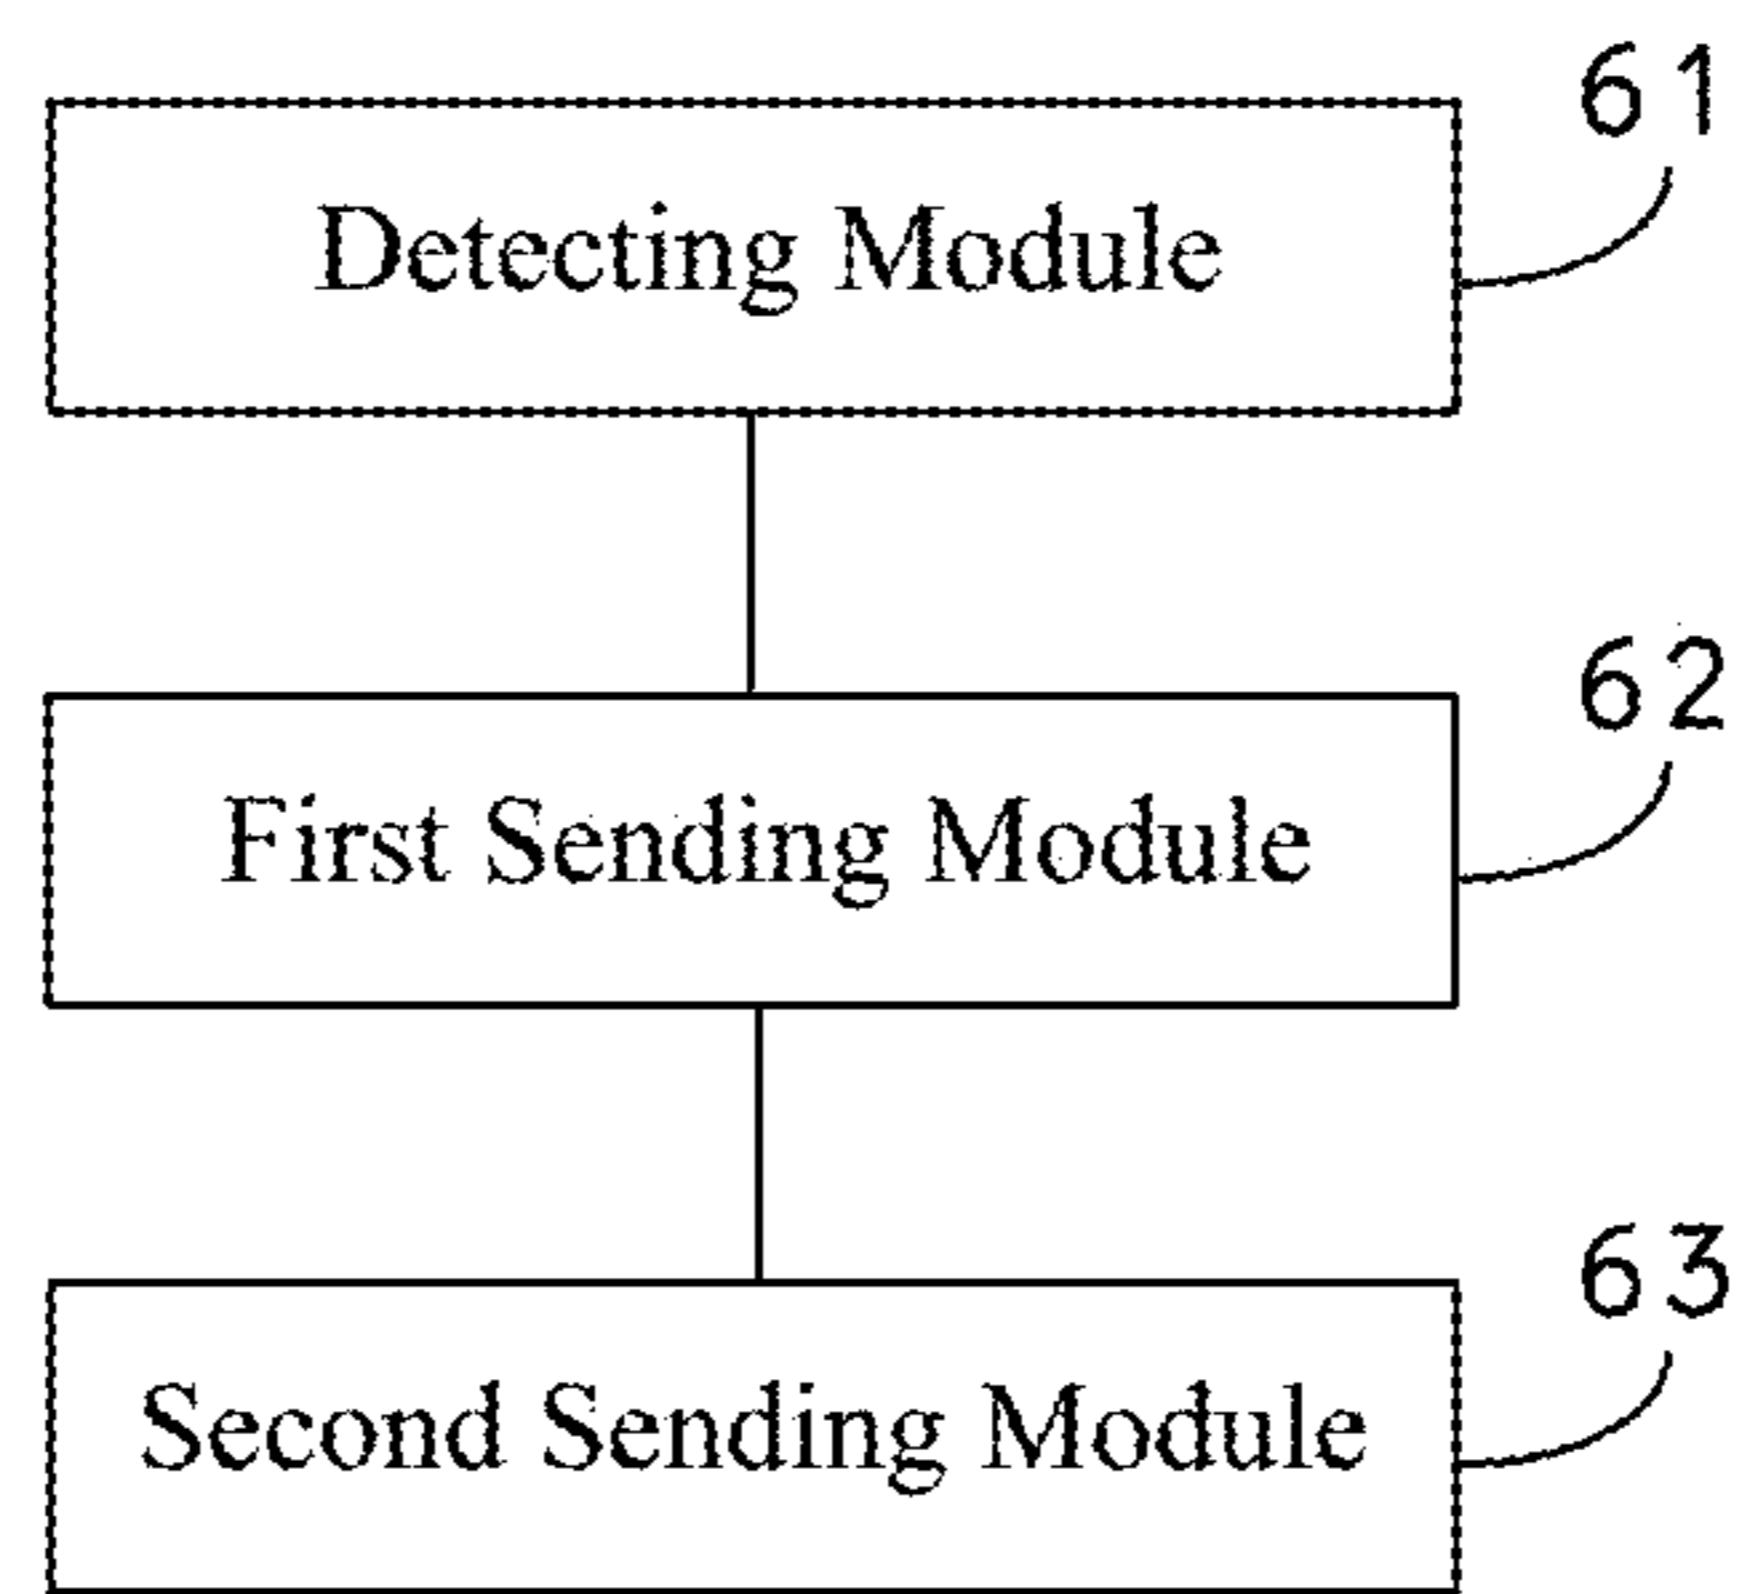 61
Detecting Module
62
First Sending Module
63
Second Sending Module